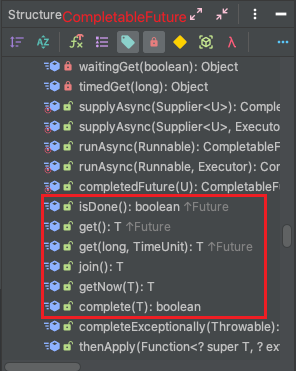 Structure CompletableFuture
waitingGet(boolean): Object
timedGet(long): Object
supplyAsync(Supplier<U>): Comple
supplyAsync(Supplier<U>, Executor
runAsync(Runnable): CompletableF
runAsync(Runnable, Executor): Com
completedFuture(U): CompletableFu
isDone(): boolean ↑Future
get(): T ↑Future
get(long, TimeUnit): T ↑Future
join(): T
getNow(T): T
complete(T): boolean
completeExceptionally(Throwable):
thenApply(Function<? super T, ? ex